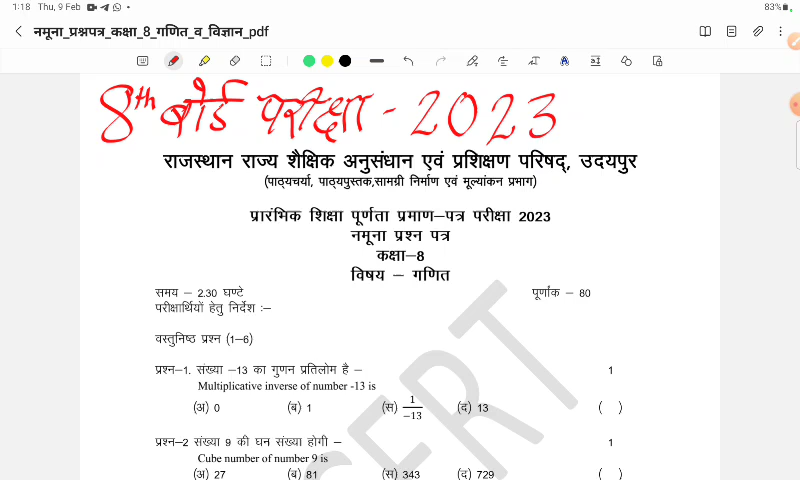 1:18 Thu, 9 Feb 83%
नमूना_प्रश्नपत्र_कक्षा_8_गणित_व_विज्ञान_pdf
8th बोर्ड परीक्षा - 2023
राजस्थान राज्य शैक्षिक अनुसंधान एवं प्रशिक्षण परिषद्, उदयपुर
(पाठ्यचर्या, पाठ्यपुस्तक,सामग्री निर्माण एवं मूल्यांकन प्रभाग)
प्रारंभिक शिक्षा पूर्णता प्रमाण–पत्र परीक्षा 2023
नमूना प्रश्न पत्र
कक्षा–8
विषय – गणित
समय – 2.30 घण्टे पूर्णांक – 80
परीक्षार्थियों हेतु निर्देश :–
वस्तुनिष्ठ प्रश्न (1–6)
प्रश्न–1. संख्या –13 का गुणन प्रतिलोम है – 1
Multiplicative inverse of number -13 is
(अ) 0 (ब) 1 (स) 1/−13 (द) 13 ( )
प्रश्न–2 संख्या 9 की घन संख्या होगी – 1
Cube number of number 9 is
(अ) 27 (ब) 81 (स) 343 (द) 729 ( )
CERT